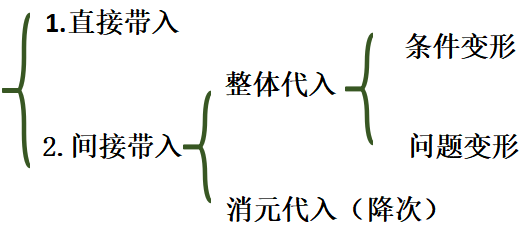 1.直接带入
2. 间接带入
整体代入
条件变形
问题变形
消元代入（降次）